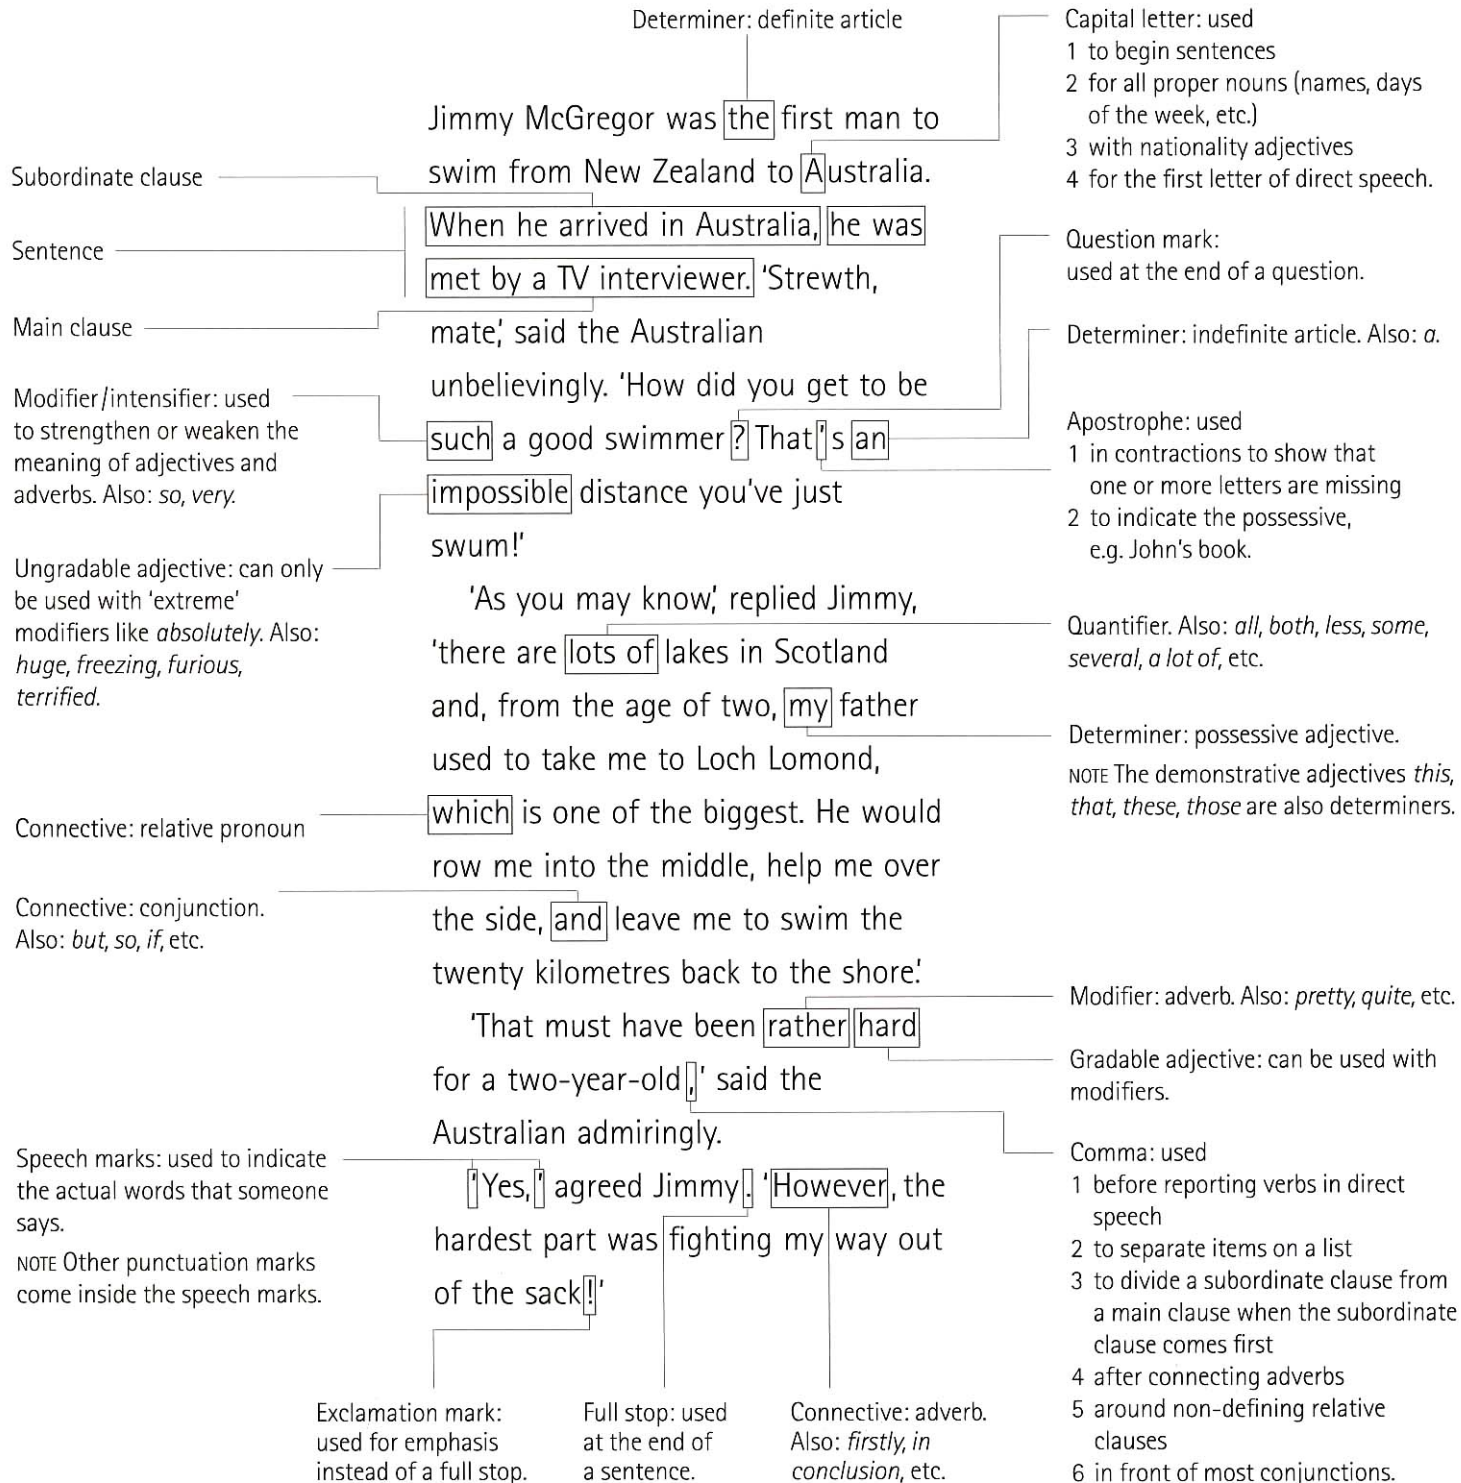 Determiner: definite article
Jimmy McGregor was the first man to
swim from New Zealand to Australia.
When he arrived in Australia, he was
met by a TV interviewer. 'Strewth,
mate,' said the Australian
unbelievingly. 'How did you get to be
such a good swimmer? That's an
impossible distance you've just
swum!'
'As you may know,' replied Jimmy,
'there are lots of lakes in Scotland
and, from the age of two, my father
used to take me to Loch Lomond,
which is one of the biggest. He would
row me into the middle, help me over
the side, and leave me to swim the
twenty kilometres back to the shore.'
'That must have been rather hard
for a two-year-old,' said the
Australian admiringly.
'Yes,' agreed Jimmy. 'However, the
hardest part was fighting my way out
of the sack!'
Subordinate clause
Sentence
Main clause
Modifier/intensifier: used
to strengthen or weaken the
meaning of adjectives and
adverbs. Also: so, very.
Ungradable adjective: can only
be used with 'extreme'
modifiers like absolutely. Also:
huge, freezing, furious,
terrified.
Connective: relative pronoun
Connective: conjunction.
Also: but, so, if, etc.
Speech marks: used to indicate
the actual words that someone
says.
NOTE Other punctuation marks
come inside the speech marks.
Exclamation mark:
used for emphasis
instead of a full stop.
Full stop: used
at the end of
a sentence.
Connective: adverb.
Also: firstly, in
conclusion, etc.
Capital letter: used
1 to begin sentences
2 for all proper nouns (names, days
of the week, etc.)
3 with nationality adjectives
4 for the first letter of direct speech.
Question mark:
used at the end of a question.
Determiner: indefinite article. Also: a.
Apostrophe: used
1 in contractions to show that
one or more letters are missing
2 to indicate the possessive,
e.g. John's book.
Quantifier. Also: all, both, less, some,
several, a lot of, etc.
Determiner: possessive adjective.
NOTE The demonstrative adjectives this,
that, these, those are also determiners.
Modifier: adverb. Also: pretty, quite, etc.
Gradable adjective: can be used with
modifiers.
Comma: used
1 before reporting verbs in direct
speech
2 to separate items on a list
3 to divide a subordinate clause from
a main clause when the subordinate
clause comes first
4 after connecting adverbs
5 around non-defining relative
clauses
6 in front of most conjunctions.